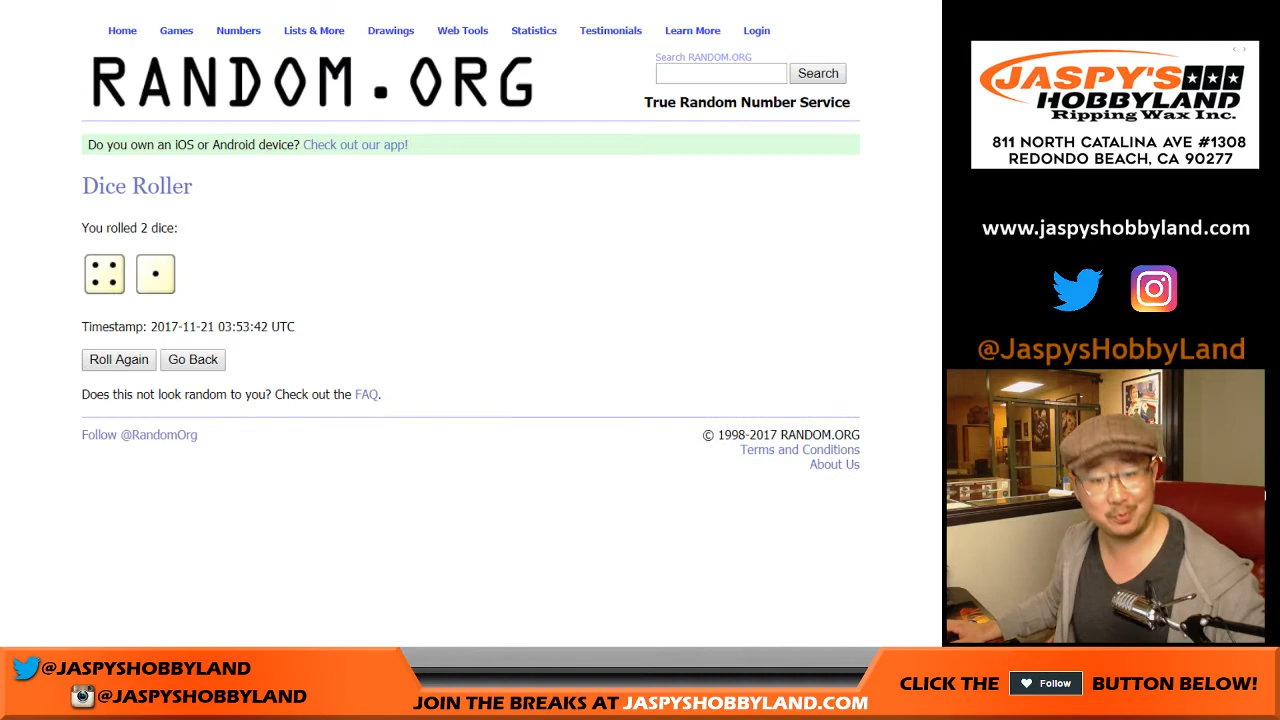 Home Games Numbers Lists & More Drawings Web Tools Statistics Testimonials Learn More Login
RANDOM.ORG
Search RANDOM.ORG
Search
True Random Number Service
Do you own an iOS or Android device? Check out our app!
Dice Roller
You rolled 2 dice:
Timestamp: 2017-11-21 03:53:42 UTC
Roll Again Go Back
Does this not look random to you? Check out the FAQ.
Follow @RandomOrg
© 1998-2017 RANDOM.ORG
Terms and Conditions
About Us
JASPY'S
HOBBYLAND
Ripping Wax Inc.
811 NORTH CATALINA AVE #1308
REDONDO BEACH, CA 90277
www.jaspyshobbyland.com
@JaspysHobbyLand
@JASPYSHOBBYLAND
@JASPYSHOBBYLAND
JOIN THE BREAKS AT JASPYSHOBBYLAND.COM
CLICK THE Follow BUTTON BELOW!